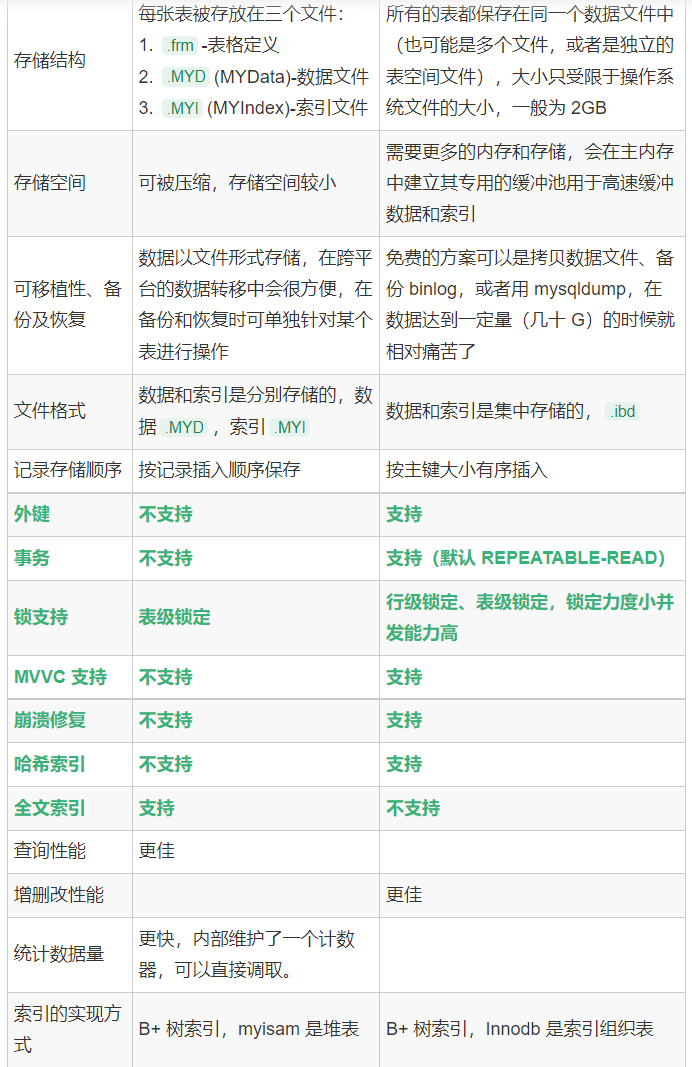 存储结构
每张表被存放在三个文件：
1. .frm -表格定义
2. .MYD (MYData)-数据文件
3. .MYI (MYIndex)-索引文件
所有的表都保存在同一个数据文件中
（也可能是多个文件，或者是独立的
表空间文件），大小只受限于操作系
统文件的大小，一般为 2GB
存储空间
可被压缩，存储空间较小
需要更多的内存和存储，会在主内存
中建立其专用的缓冲池用于高速缓冲
数据和索引
可移植性、备
份及恢复
数据以文件形式存储，在跨平
台的数据转移中会很方便，在
备份和恢复时可单独针对某个
表进行操作
免费的方案可以是拷贝数据文件、备
份 binlog，或者用 mysqldump，在
数据达到一定量（几十 G）的时候就
相对痛苦了
文件格式
数据和索引是分别存储的，数
据 .MYD ，索引 .MYI
数据和索引是集中存储的， .ibd
记录存储顺序
按记录插入顺序保存
按主键大小有序插入
外键
不支持
支持
事务
不支持
支持（默认 REPEATABLE-READ）
锁支持
表级锁定
行级锁定、表级锁定，锁定力度小并
发能力高
MVVC 支持
不支持
支持
崩溃修复
不支持
支持
哈希索引
不支持
支持
全文索引
支持
不支持
查询性能
更佳
增删改性能
更佳
统计数据量
更快，内部维护了一个计数
器，可以直接调取。
索引的实现方
式
B+ 树索引，myisam 是堆表
B+ 树索引，Innodb 是索引组织表